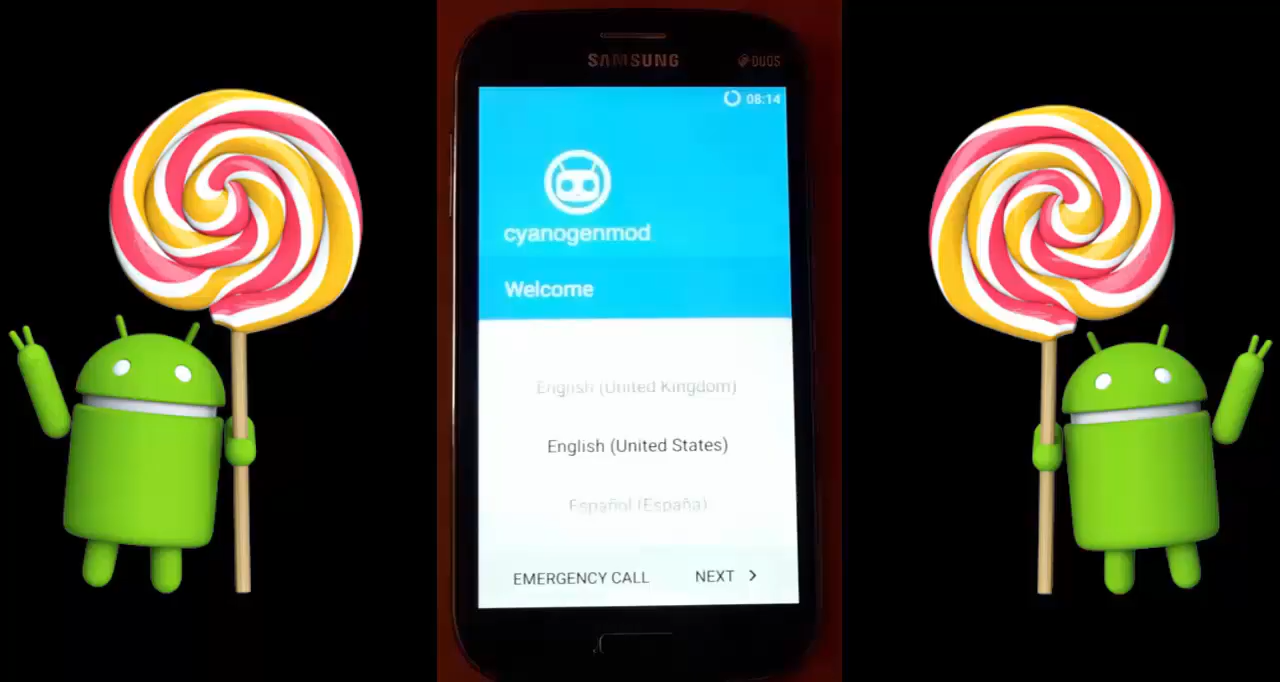 SAMSUNG
DUOS
08:14
cyanogenmod
Welcome
English (United Kingdom)
English (United States)
Español (España)
EMERGENCY CALL
NEXT >